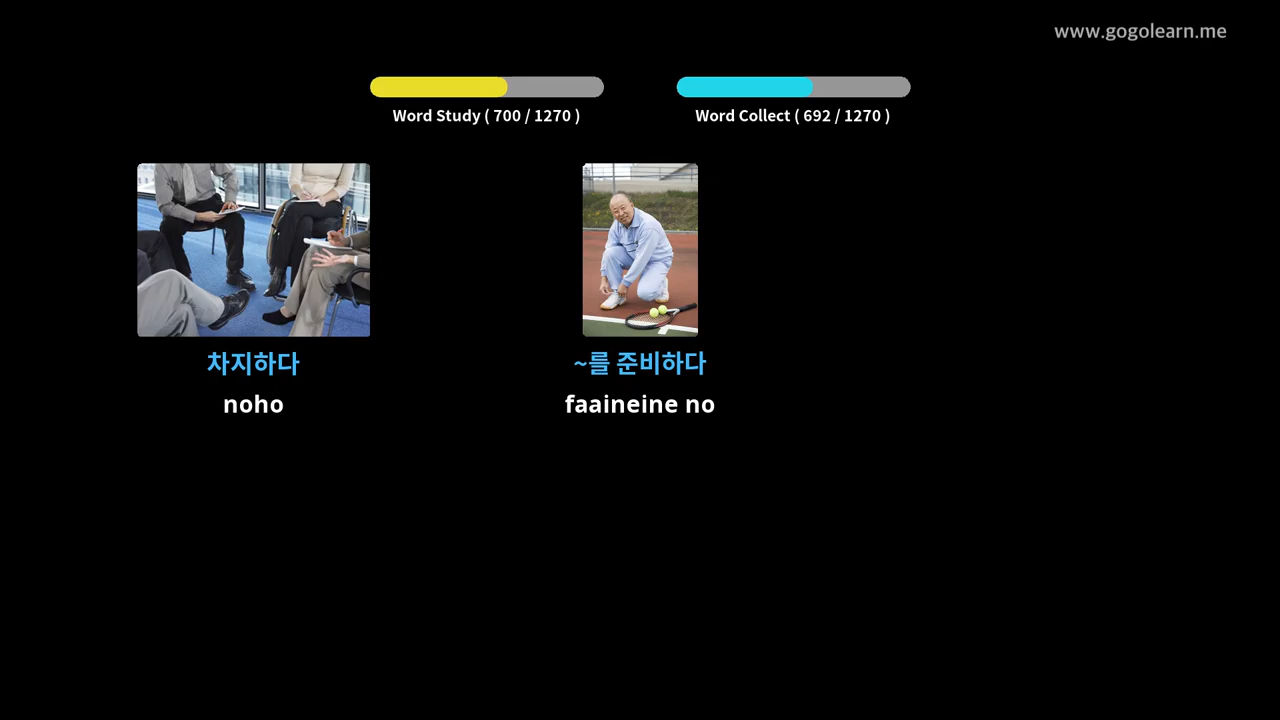 www.gogolearn.me
Word Study ( 700 / 1270 )
Word Collect ( 692 / 1270 )
차지하다
noho
~를 준비하다
faaineine no